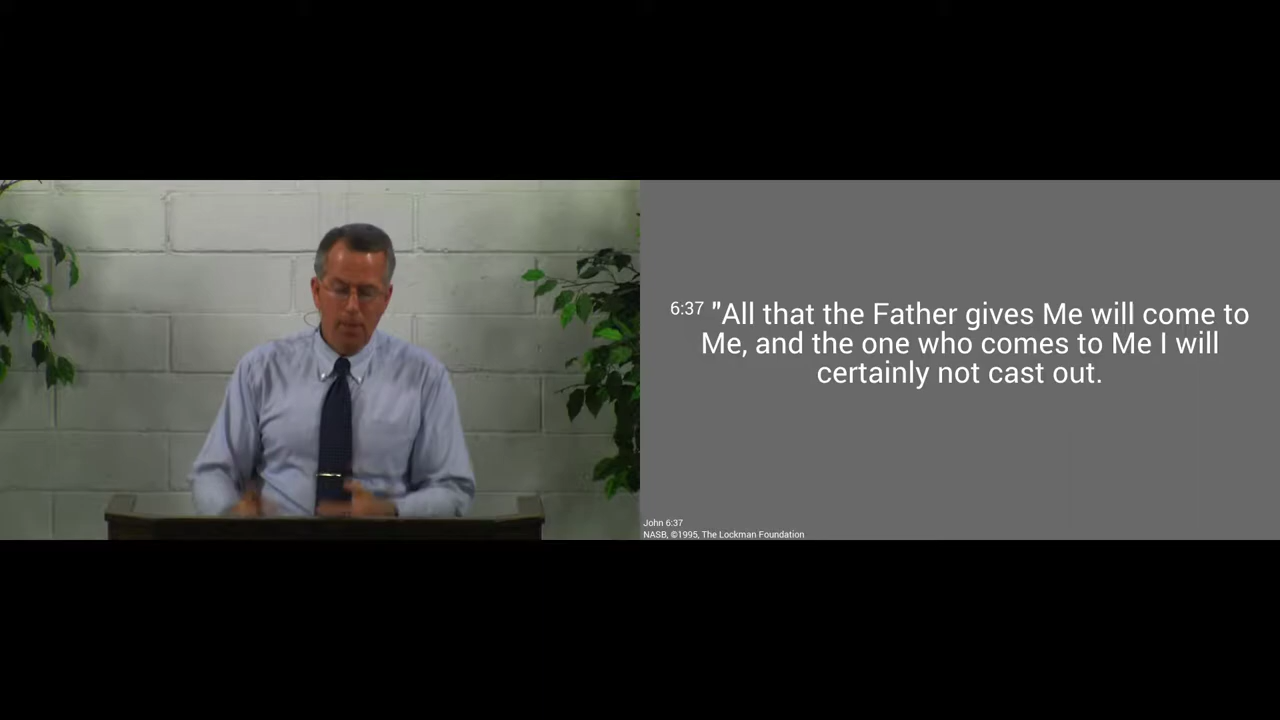 6:37 "All that the Father gives Me will come to
Me, and the one who comes to Me I will
certainly not cast out.
John 6:37
NASB, ©1995, The Lockman Foundation